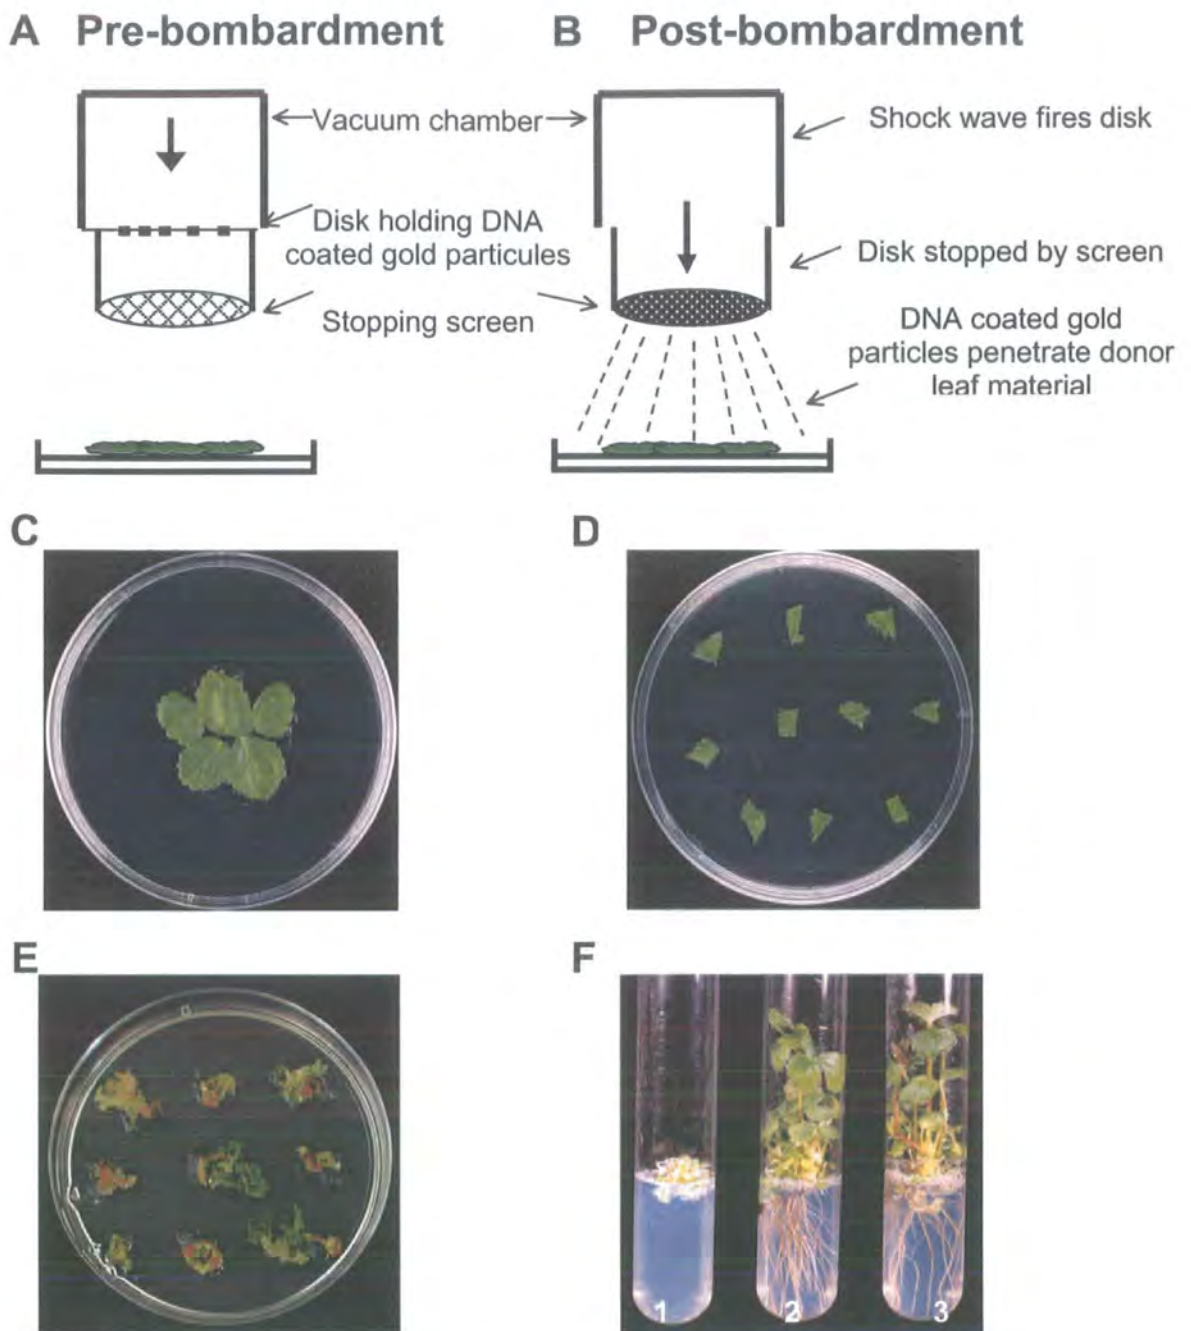 A Pre-bombardment
B Post-bombardment
Vacuum chamber
Shock wave fires disk
Disk holding DNA
coated gold particules
Disk stopped by screen
Stopping screen
DNA coated gold
particles penetrate donor
leaf material
C
D
E
F
1
2
3